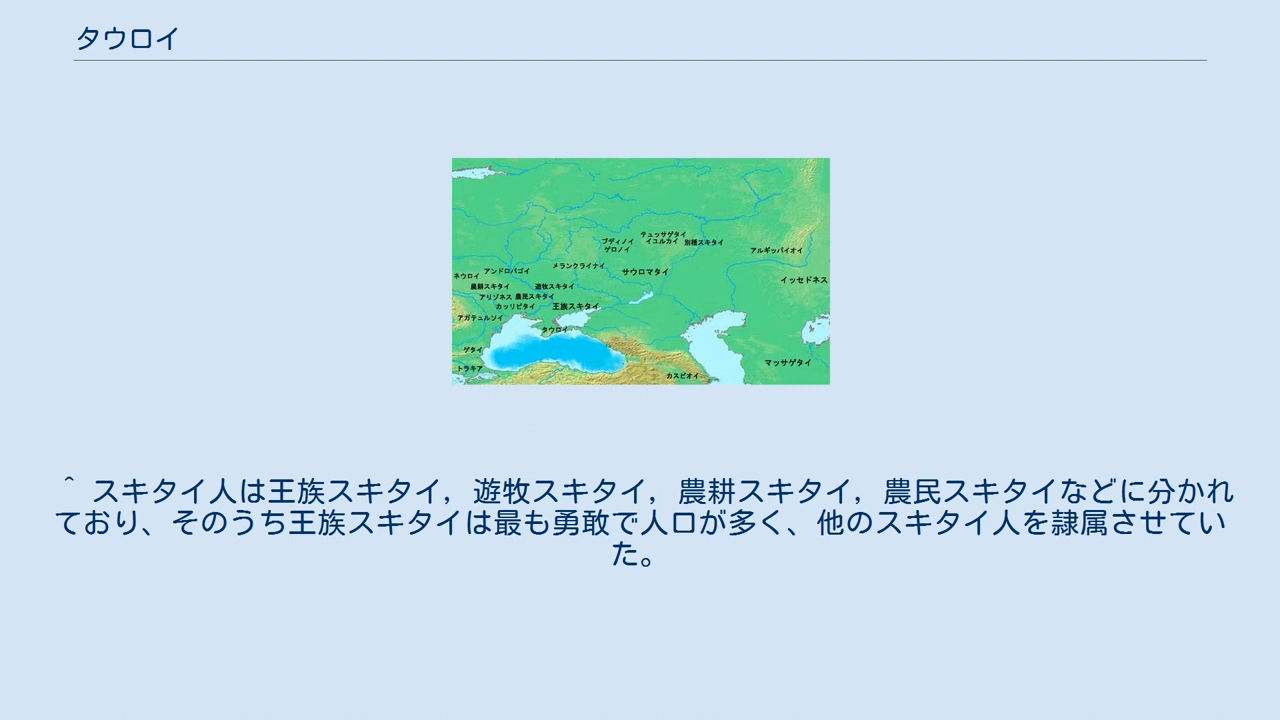 タウロイ
テュッサゲタイ
ブディノイ イユルカイ 別種スキタイ
ゲロノイ
アルギッパイオイ
メランクライナイ
サウロマタイ
アンドロパゴイ
ネウロイ
イッセドネス
農耕スキタイ 遊牧スキタイ
アリゾネス 農民スキタイ
カッリピダイ 王族スキタイ
アガテュルソイ
タウロイ
ゲタイ
マッサゲタイ
トラキア
カスピオイ
^ スキタイ人は王族スキタイ，遊牧スキタイ，農耕スキタイ，農民スキタイなどに分かれ
ており、そのうち王族スキタイは最も勇敢で人口が多く、他のスキタイ人を隷属させてい
た。